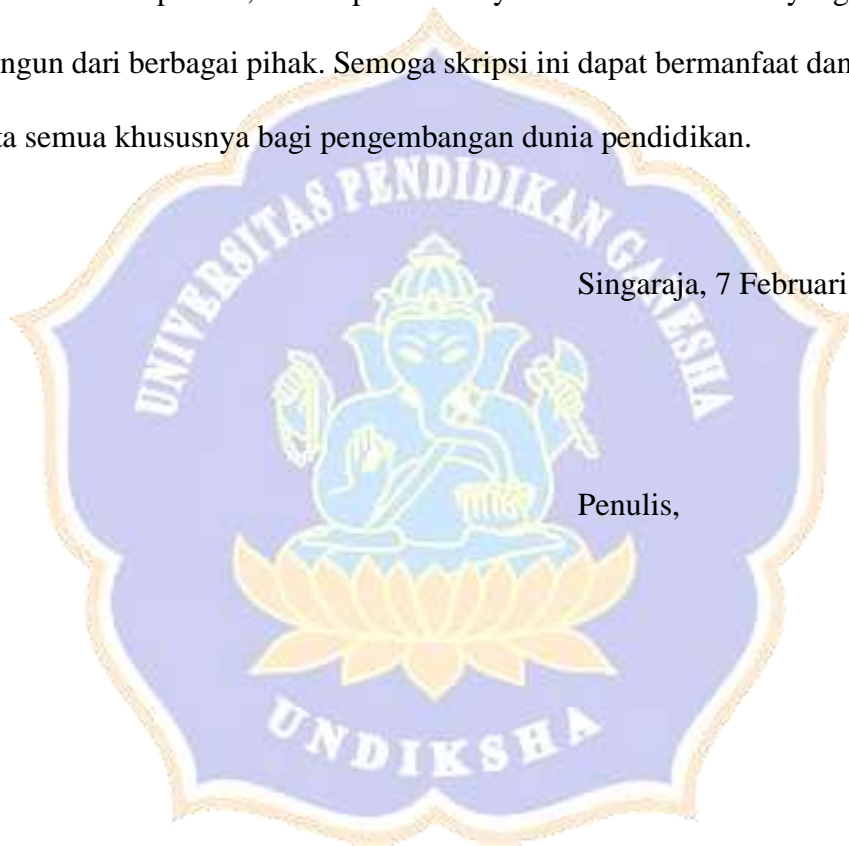 ngun dari berbagai pihak. Semoga skripsi ini dapat bermanfaat dan
ta semua khususnya bagi pengembangan dunia pendidikan.
UNIVERSITAS PENDIDIKAN GANESHA
Singaraja, 7 Februari
Penulis,
UNDIKSHA